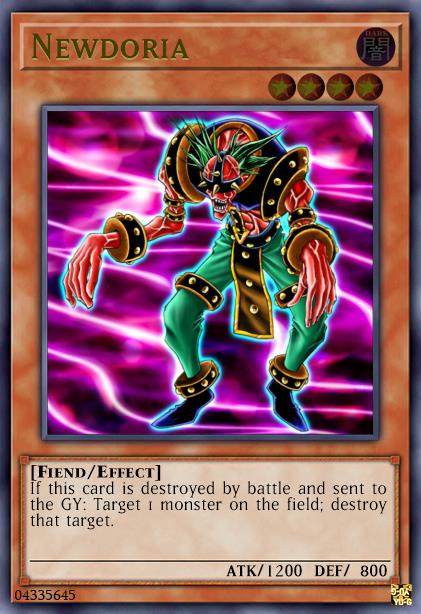 NEWDORIA
DARK
闇
[FIEND/EFFECT]
If this card is destroyed by battle and sent to
the GY: Target 1 monster on the field; destroy
that target.
ATK/1200 DEF/ 800
04335645